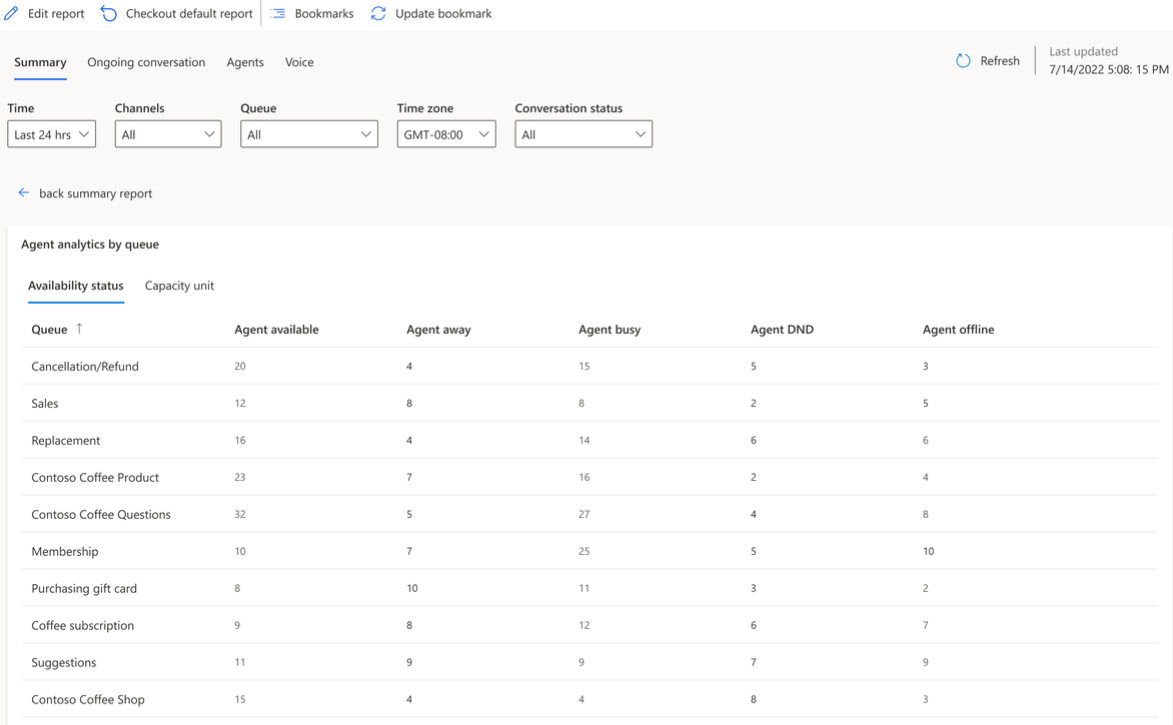 Edit report Checkout default report Bookmarks Update bookmark
Summary Ongoing conversation Agents Voice Refresh Last updated
7/14/2022 5:08: 15 PM
Time Channels Queue Time zone Conversation status
Last 24 hrs All All GMT-08:00 All
back summary report
Agent analytics by queue
Availability status Capacity unit
Queue ↑ Agent available Agent away Agent busy Agent DND Agent offline
Cancellation/Refund 20 4 15 5 3
Sales 12 8 8 2 5
Replacement 16 4 14 6 6
Contoso Coffee Product 23 7 16 2 4
Contoso Coffee Questions 32 5 27 4 8
Membership 10 7 25 5 10
Purchasing gift card 8 10 11 3 2
Coffee subscription 9 8 12 6 7
Suggestions 11 9 9 7 9
Contoso Coffee Shop 15 4 4 8 3